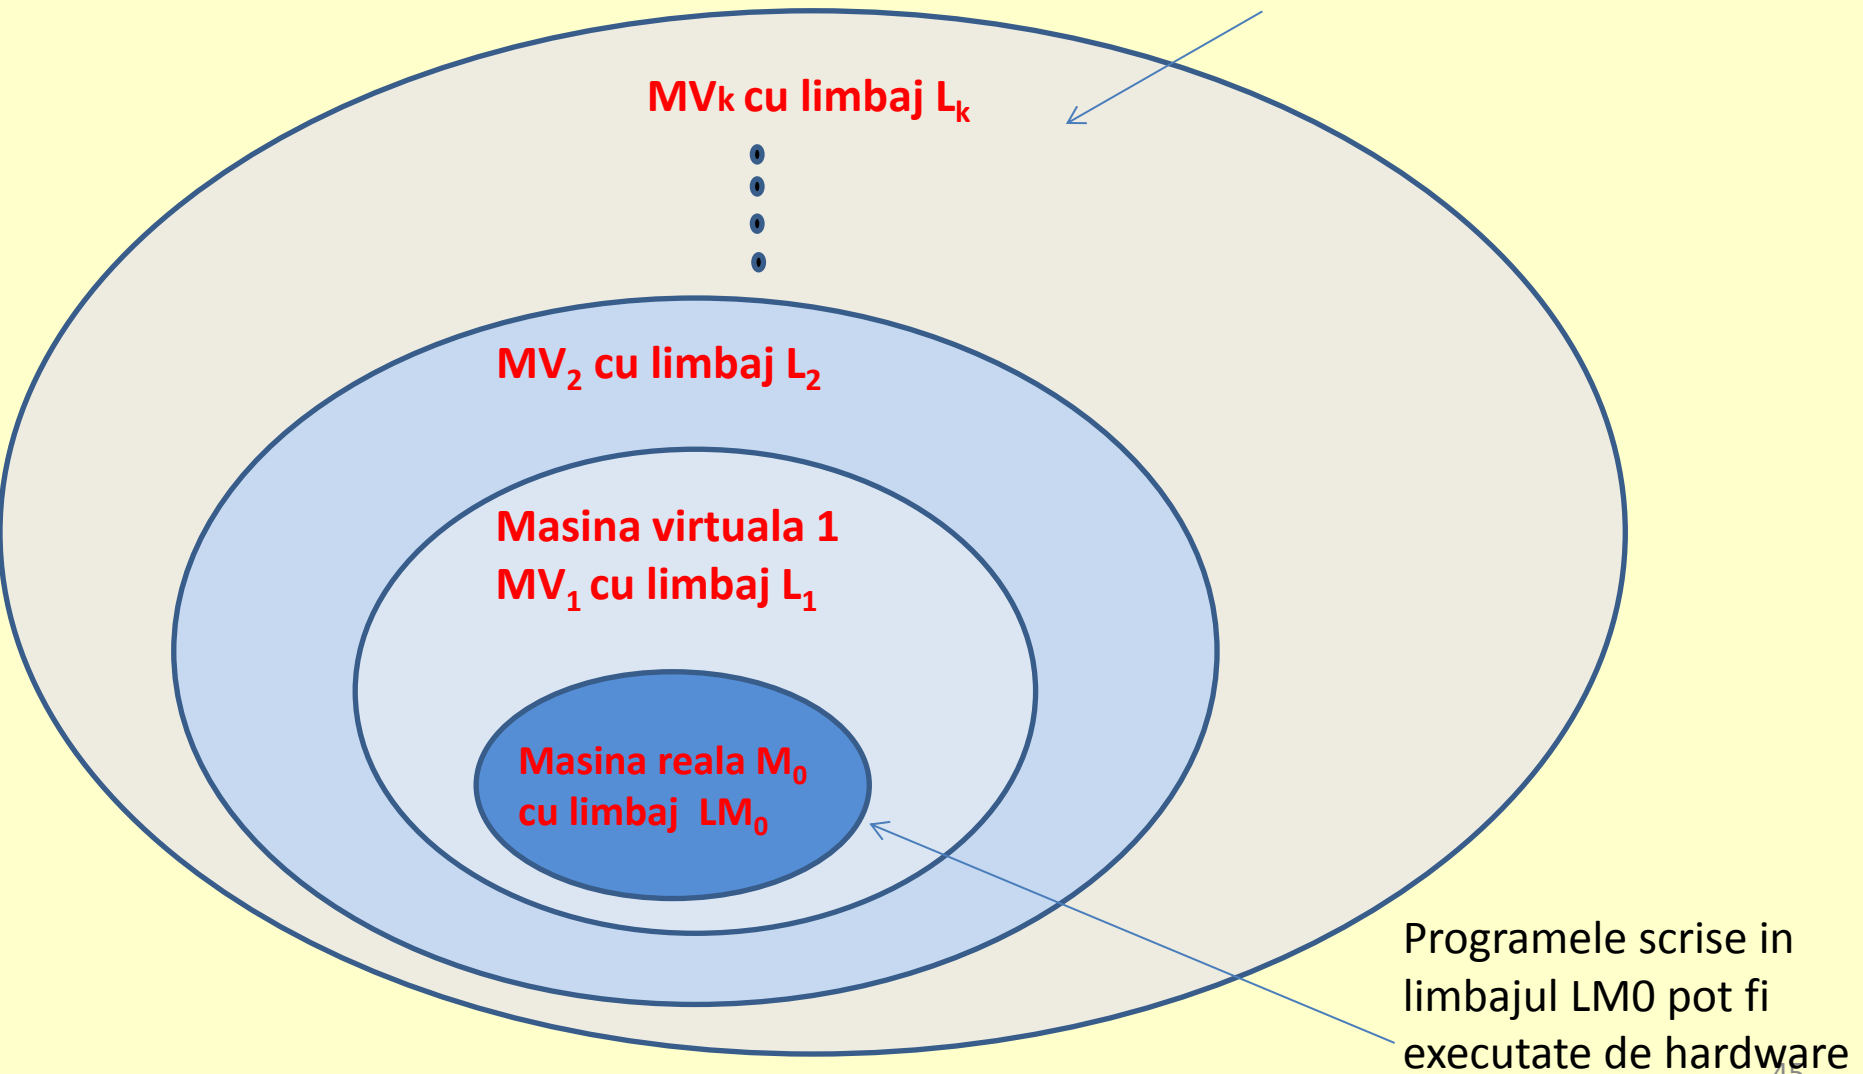 MVk cu limbaj Lk
MV2 cu limbaj L2
Masina virtuala 1
MV1 cu limbaj L1
Masina reala M0
cu limbaj LM0
Programele scrise in
limbajul LM0 pot fi
executate de hardware
45